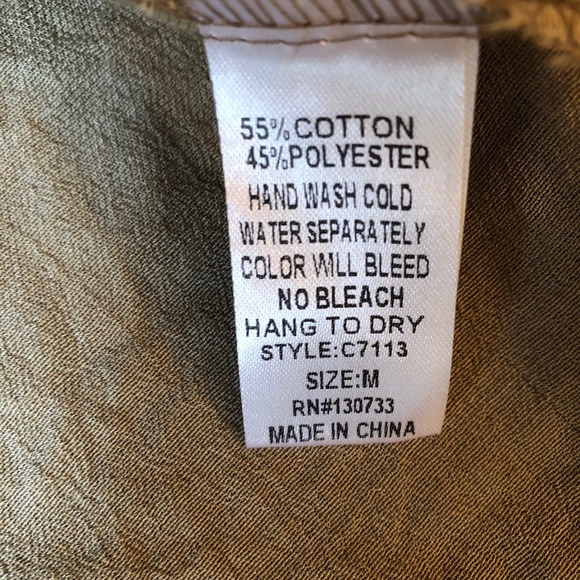 55%COTTON
45%POLYESTER
HAND WASH COLD
WATER SEPARATELY
COLOR WILL BLEED
NO BLEACH
HANG TO DRY
STYLE:C7113
SIZE:M
RN#130733
MADE IN CHINA